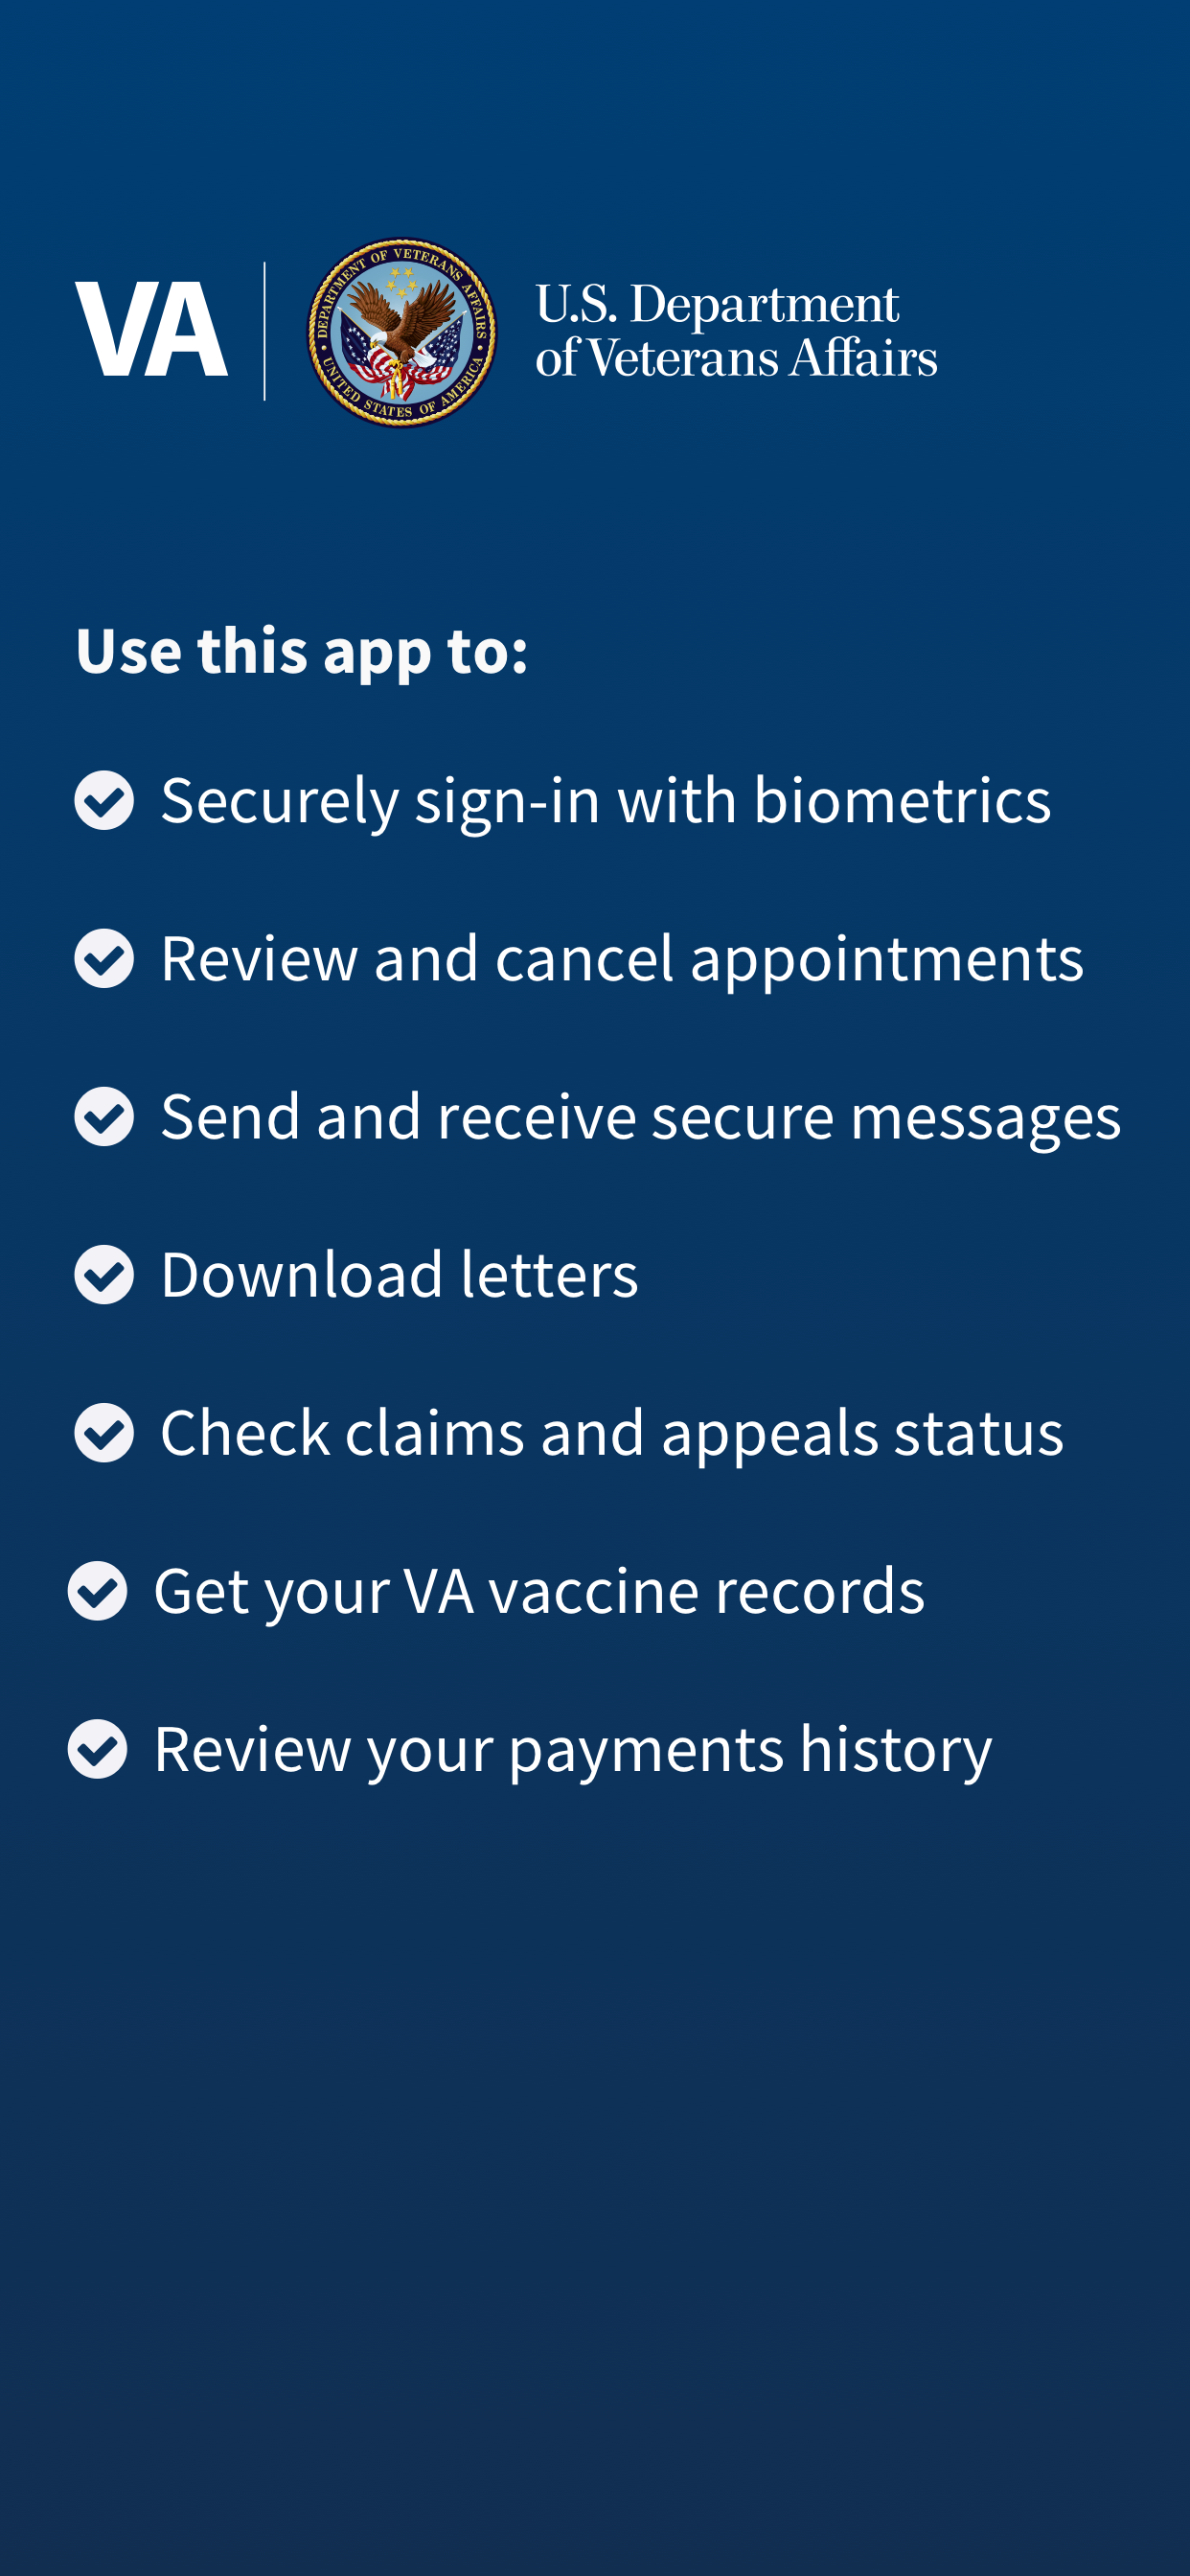 VA
DEPARTMENT OF VETERANS AFFAIRS
UNITED STATES OF AMERICA
U.S. Department
of Veterans Affairs
Use this app to:
Securely sign-in with biometrics
Review and cancel appointments
Send and receive secure messages
Download letters
Check claims and appeals status
Get your VA vaccine records
Review your payments history